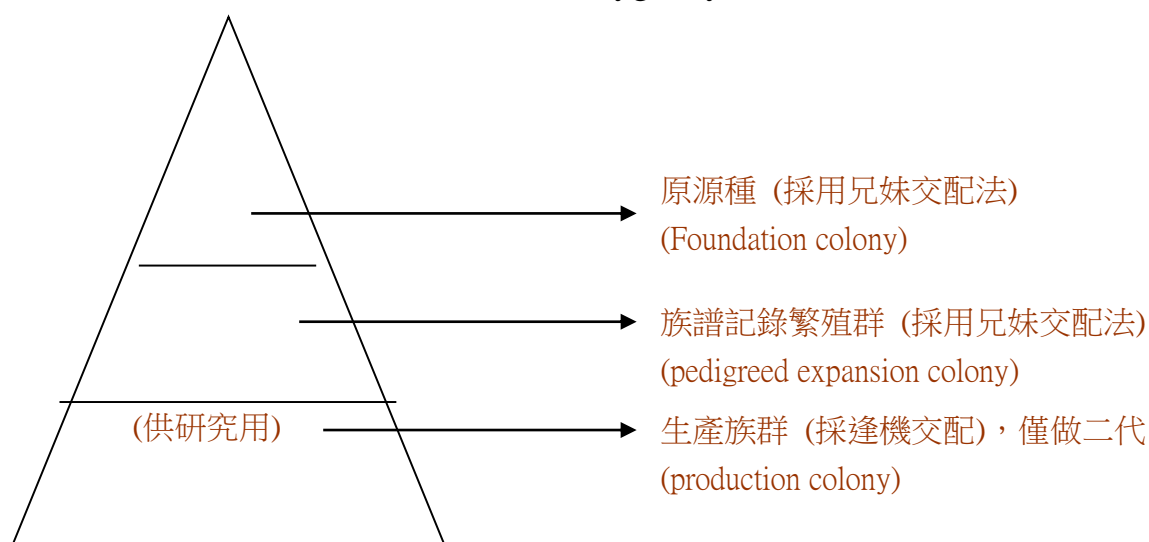 原源種 (採用兄妹交配法)
(Foundation colony)
族譜記錄繁殖群 (採用兄妹交配法)
(pedigreed expansion colony)
(供研究用)
生產族群 (採逢機交配)，僅做二代
(production colony)